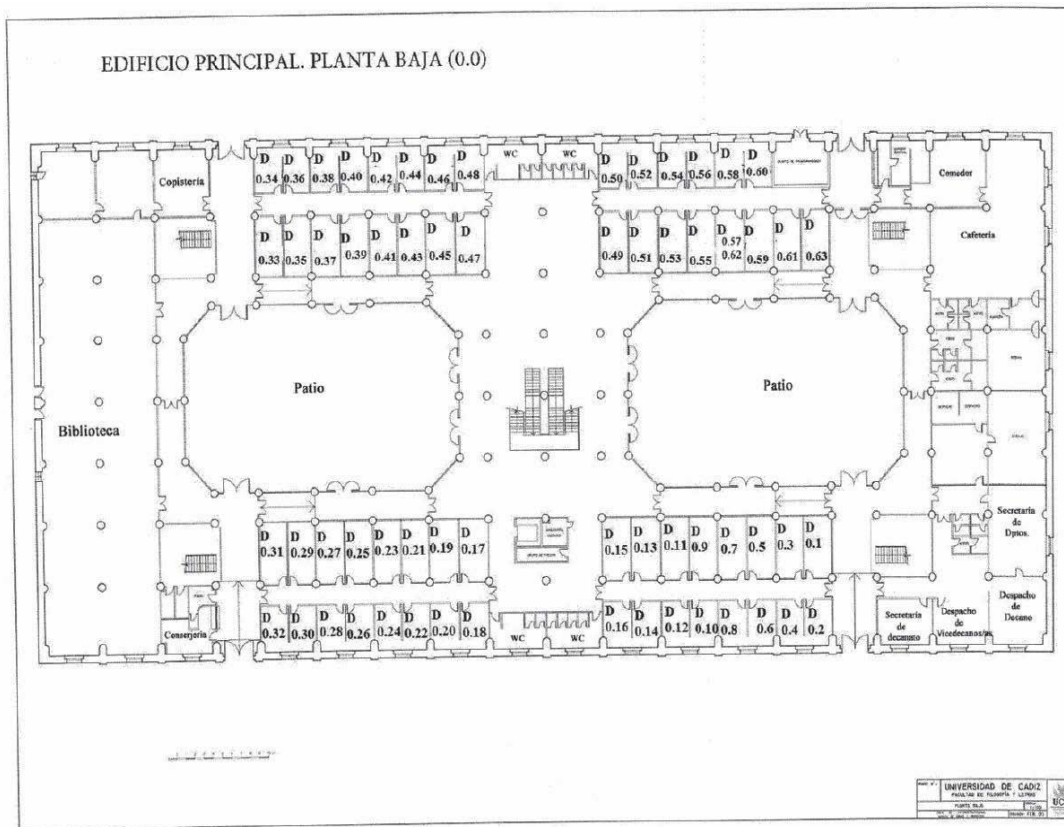 EDIFICIO PRINCIPAL. PLANTA BAJA (0.0)
WC WC
D D D D D D D D
0.34 0.36 0.38 0.40 0.42 0.44 0.46 0.48
D D D D D D
0.50 0.52 0.54 0.56 0.58 0.60
Copistería
Comedor
D D D D D D D D
0.33 0.35 0.37 0.39 0.41 0.43 0.45 0.47
D D D D D D D D
0.49 0.51 0.53 0.55 0.57 0.62 0.59 0.61 0.63
Cafetería
Patio
Patio
Biblioteca
D D D D D D D D
0.31 0.29 0.27 0.25 0.23 0.21 0.19 0.17
D D D D D D D D
0.15 0.13 0.11 0.9 0.7 0.5 0.3 0.1
Secretaría
de
Dptos.
D D D D D D D D
0.32 0.30 0.28 0.26 0.24 0.22 0.20 0.18
D D D D D D D D
0.16 0.14 0.12 0.10 0.8 0.6 0.4 0.2
Conserjería
WC WC
Secretaría
de
decanato
Despacho
de
Vicedecanos/as
Despacho
de
Decano
UNIVERSIDAD DE CADIZ
FACULTAD DE FILOSOFIA Y LETRAS
PLANTA BAJA
UC